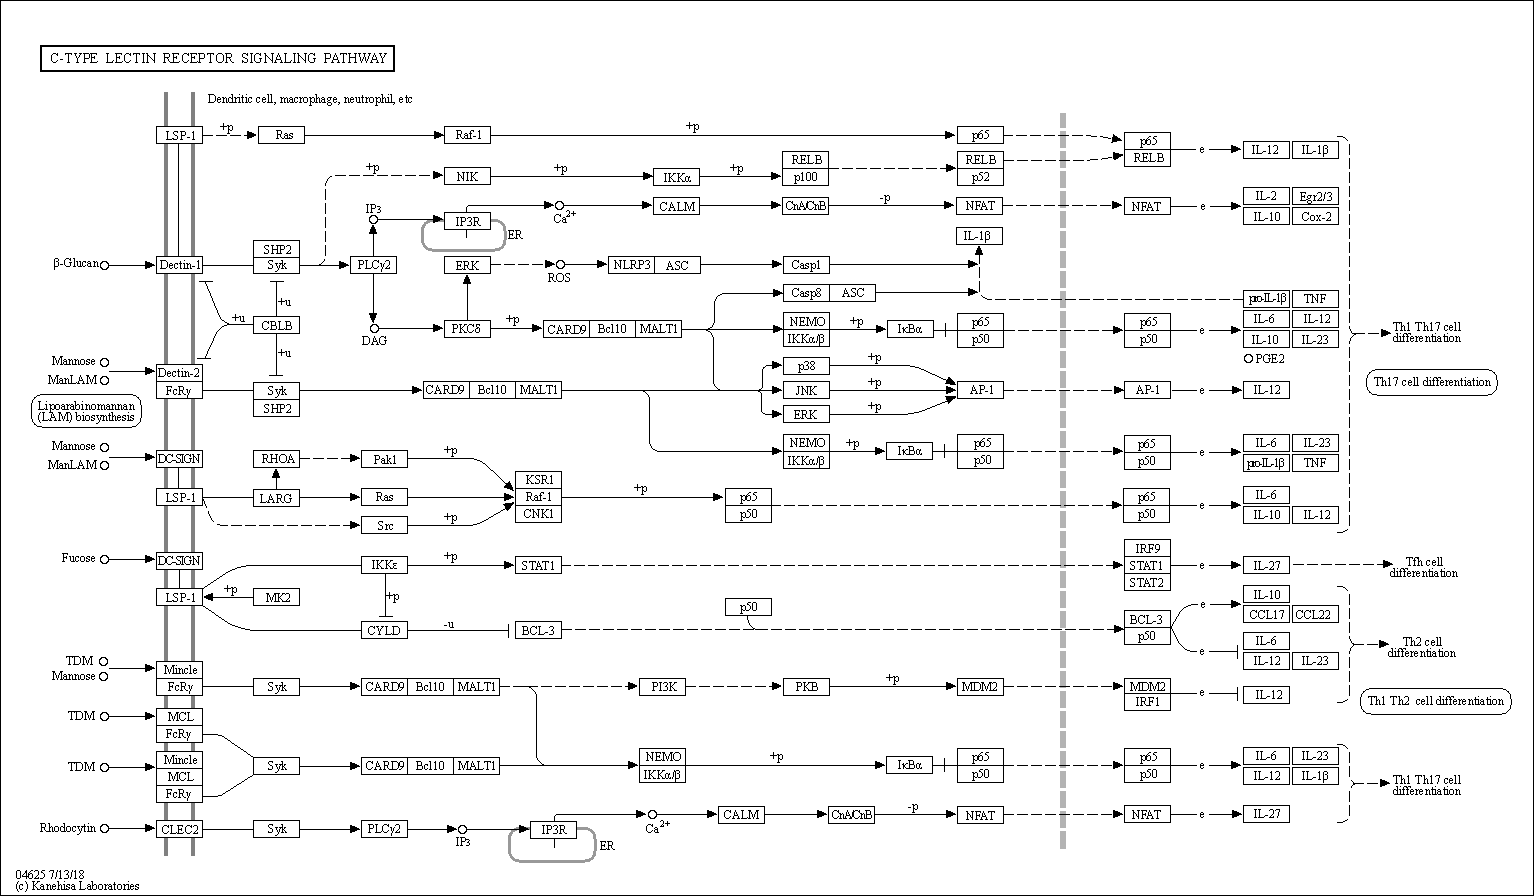 C-TYPE LECTIN RECEPTOR SIGNALING PATHWAY
Dendritic cell, macrophage, neutrophil, etc
LSP-1 +p Ras Raf-1 +p p65 p65 RELB e IL-12 IL-1β
+p NIK +p IKKα +p RELB p100 RELB p52
IP3 IP3R ER Ca2+ CALM CnA/CnB -p NFAT NFAT e IL-2 Egr2/3
IL-10 Cox-2
IL-1β
β-Glucan Dectin-1 SHP2 Syk PLCγ2 ERK ROS NLRP3 ASC Casp1
Casp8 ASC pro-IL-1β TNF
+u
+u CBLB DAG PKCδ +p CARD9 Bcl10 MALT1 NEMO IKKα/β +p IκBα p65 p50 p65 p50 e IL-6 IL-12
IL-10 IL-23
PGE2
Th1 Th17 cell
differentiation
+u
Mannose
ManLAM
Dectin-2
FcRγ Syk SHP2 CARD9 Bcl10 MALT1
p38 +p
JNK +p AP-1 AP-1 e IL-12
ERK +p
Th17 cell differentiation
Lipoarabinomannan
(LAM) biosynthesis
Mannose
ManLAM
DC-SIGN RHOA Pak1 +p NEMO IKKα/β +p IκBα p65 p50 p65 p50 e IL-6 IL-23
pro-IL-1β TNF
LSP-1 LARG Ras KSR1 Raf-1 CNK1 +p p65 p50 p65 p50 e IL-6
IL-10 IL-12
Src +p
Fucose DC-SIGN IKKε +p STAT1 IRF9 STAT1 STAT2 e IL-27 Tfh cell
differentiation
LSP-1 +p MK2 +p p50
CYLD -u BCL-3 BCL-3 p50
e IL-10
CCL17 CCL22
e IL-6
IL-12 IL-23
Th2 cell
differentiation
TDM
Mannose
Mincle
FcRγ Syk CARD9 Bcl10 MALT1 PI3K PKB +p MDM2 MDM2 IRF1 e IL-12
Th1 Th2 cell differentiation
TDM MCL
FcRγ
TDM Mincle
MCL
FcRγ
Syk CARD9 Bcl10 MALT1 NEMO IKKα/β +p IκBα p65 p50 p65 p50 e IL-6 IL-23
IL-12 IL-1β
Th1 Th17 cell
differentiation
Rhodocytin CLEC2 Syk PLCγ2 IP3 IP3R ER Ca2+ CALM CnA/CnB -p NFAT NFAT e IL-27
04625 7/13/18
(c) Kanehisa Laboratories